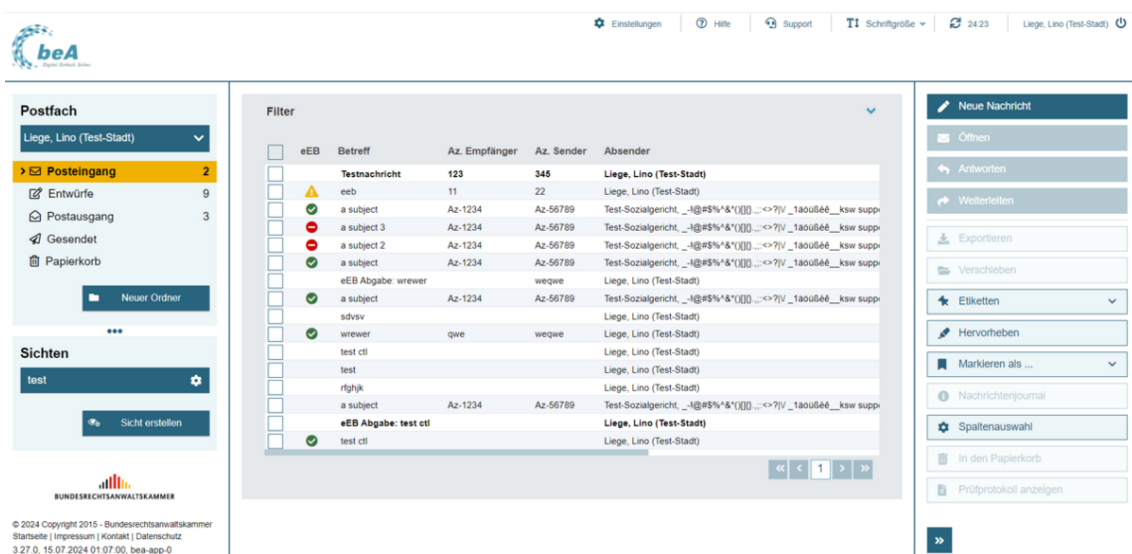 Einstellungen Hilfe Support Schriftgröße 24:23 Liege, Lino (Test-Stadt)
beA
Digital. Einfach. Sicher.
Postfach
Liege, Lino (Test-Stadt)
Posteingang 2
Entwürfe 9
Postausgang 3
Gesendet
Papierkorb
Neuer Ordner
Sichten
test
Sicht erstellen
BUNDESRECHTSANWALTSKAMMER
© 2024 Copyright 2015 - Bundesrechtsanwaltskammer
Startseite | Impressum | Kontakt | Datenschutz
3.27.0, 15.07.2024 01:07:00, bea-app-0
Filter
eEB Betreff Az. Empfänger Az. Sender Absender
Testnachricht 123 345 Liege, Lino (Test-Stadt)
eeb 11 22 Liege, Lino (Test-Stadt)
a subject Az-1234 Az-56789 Test-Sozialgericht, ksw
a subject 3 Az-1234 Az-56789 Test-Sozialgericht, ksw
a subject 2 Az-1234 Az-56789 Test-Sozialgericht, ksw
a subject Az-1234 Az-56789 Test-Sozialgericht, ksw
eEB Abgabe: wrewer weqwe Liege, Lino (Test-Stadt)
a subject Az-1234 Az-56789 Test-Sozialgericht, ksw
sdvsv Liege, Lino (Test-Stadt)
wrewer qwe weqwe Liege, Lino (Test-Stadt)
test ctl Liege, Lino (Test-Stadt)
test Liege, Lino (Test-Stadt)
rfghjk Liege, Lino (Test-Stadt)
a subject Az-1234 Az-56789 Test-Sozialgericht, ksw
eEB Abgabe: test ctl Liege, Lino (Test-Stadt)
test ctl Liege, Lino (Test-Stadt)
1
Neue Nachricht
Öffnen
Antworten
Weiterleiten
Exportieren
Verschieben
Etiketten
Hervorheben
Markieren als ...
Nachrichtenjournal
Spaltenauswahl
In den Papierkorb
Prüfprotokoll anzeigen